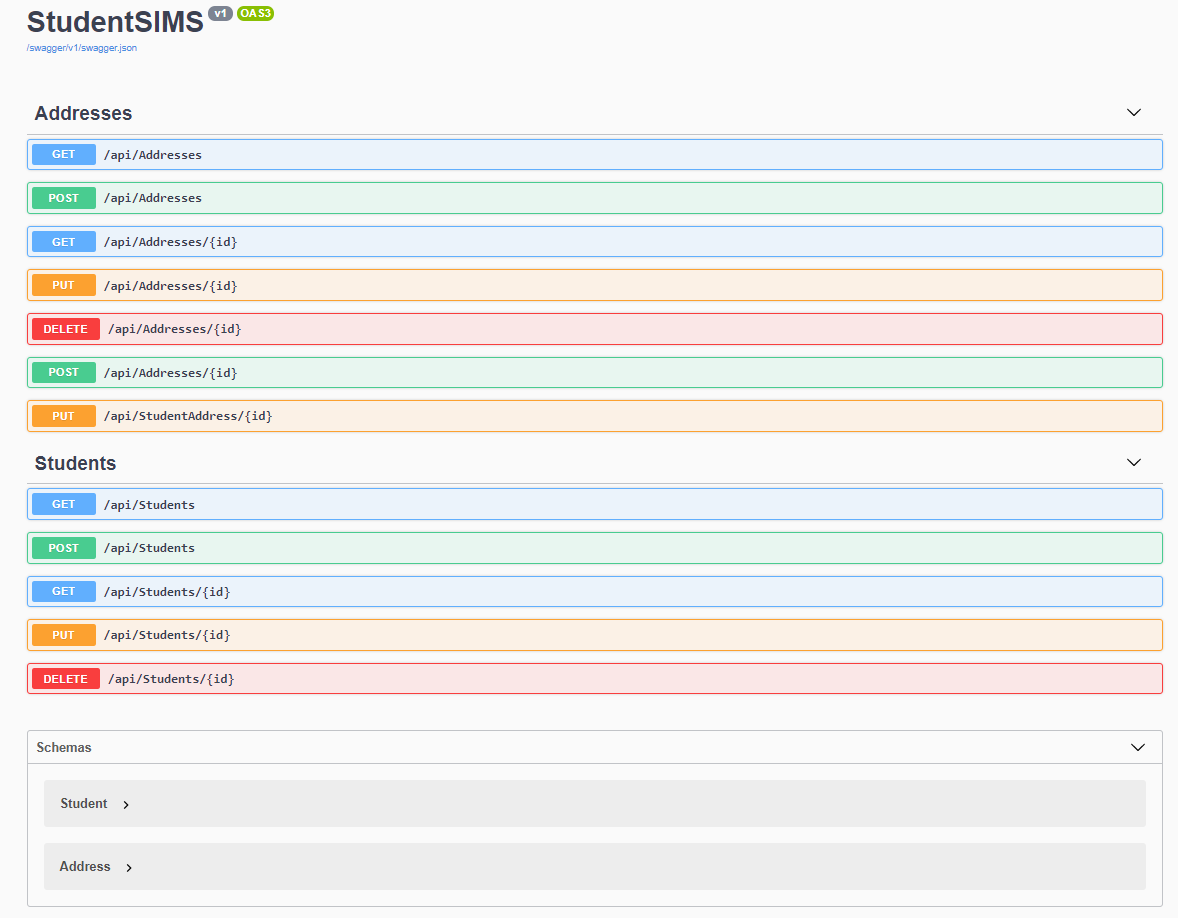 StudentSIMS v1 OAS3
/swagger/v1/swagger.json
Addresses
GET /api/Addresses
POST /api/Addresses
GET /api/Addresses/{id}
PUT /api/Addresses/{id}
DELETE /api/Addresses/{id}
POST /api/Addresses/{id}
PUT /api/StudentAddress/{id}
Students
GET /api/Students
POST /api/Students
GET /api/Students/{id}
PUT /api/Students/{id}
DELETE /api/Students/{id}
Schemas
Student
Address